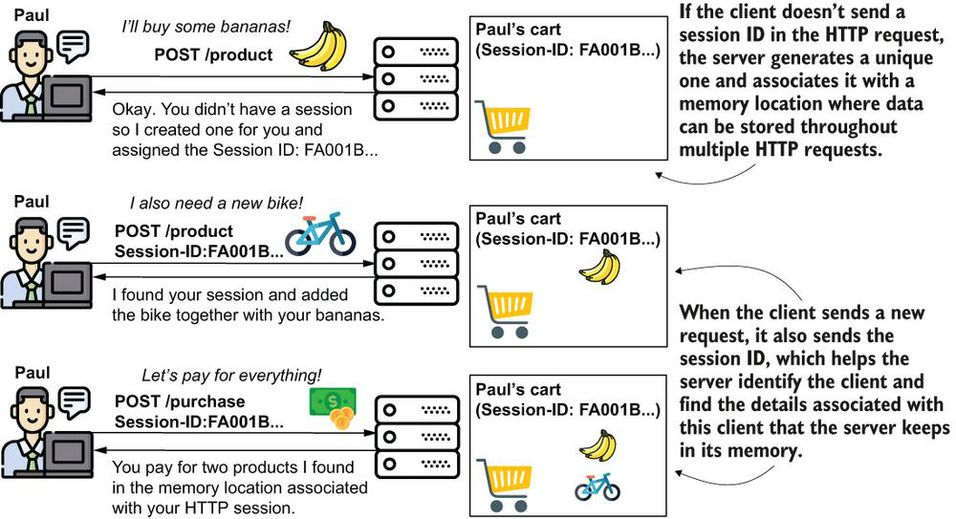 Paul
I'll buy some bananas!
POST /product
Okay. You didn't have a session
so I created one for you and
assigned the Session ID: FA001B...
Paul's cart
(Session-ID: FA001B...)
If the client doesn't send a
session ID in the HTTP request,
the server generates a unique
one and associates it with a
memory location where data
can be stored throughout
multiple HTTP requests.
Paul
I also need a new bike!
POST /product
Session-ID:FA001B...
I found your session and added
the bike together with your bananas.
Paul's cart
(Session-ID: FA001B...)
When the client sends a new
request, it also sends the
session ID, which helps the
server identify the client and
find the details associated with
this client that the server keeps
in its memory.
Paul
Let's pay for everything!
POST /purchase
Session-ID:FA001B...
You pay for two products I found
in the memory location associated
with your HTTP session.
Paul's cart
(Session-ID: FA001B...)